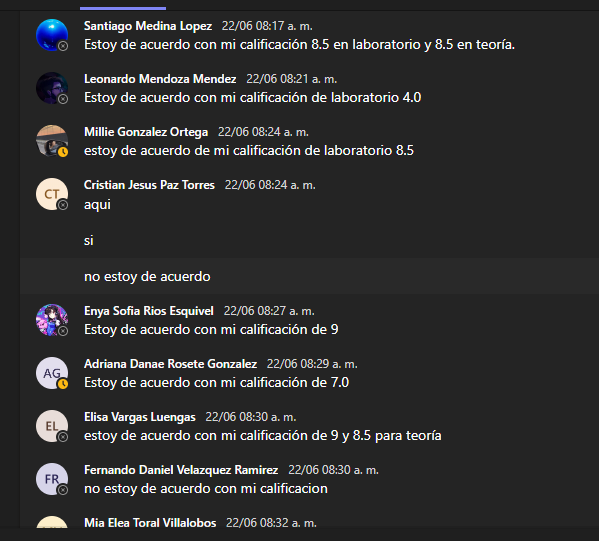 Santiago Medina Lopez 22/06 08:17 a. m.
Estoy de acuerdo con mi calificación 8.5 en laboratorio y 8.5 en teoría.
Leonardo Mendoza Mendez 22/06 08:21 a. m.
Estoy de acuerdo con mi calificación de laboratorio 4.0
Millie Gonzalez Ortega 22/06 08:24 a. m.
estoy de acuerdo de mi calificación de laboratorio 8.5
CT
Cristian Jesus Paz Torres 22/06 08:24 a. m.
aqui
si
no estoy de acuerdo
Enya Sofia Rios Esquivel 22/06 08:27 a. m.
Estoy de acuerdo con mi calificación de 9
AG
Adriana Danae Rosete Gonzalez 22/06 08:29 a. m.
Estoy de acuerdo con mi calificación de 7.0
EL
Elisa Vargas Luengas 22/06 08:30 a. m.
estoy de acuerdo con mi calificación de 9 y 8.5 para teoría
FR
Fernando Daniel Velazquez Ramirez 22/06 08:30 a. m.
no estoy de acuerdo con mi calificacion
Mia Elea Toral Villalobos 22/06 08:32 a. m.